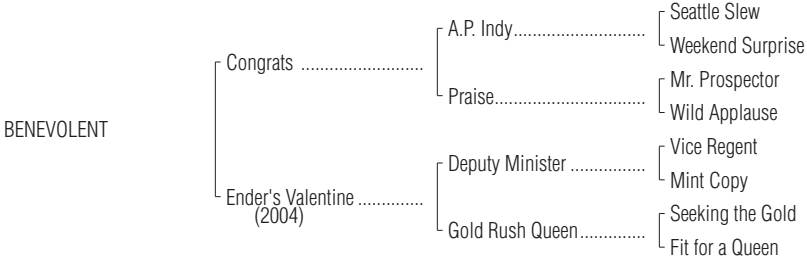 Seattle Slew
A.P. Indy.............................
Weekend Surprise
Congrats ...........................
Mr. Prospector
Praise.................................
Wild Applause
BENEVOLENT
Vice Regent
Deputy Minister .................
Mint Copy
Ender's Valentine ..............
(2004)
Seeking the Gold
Gold Rush Queen..............
Fit for a Queen